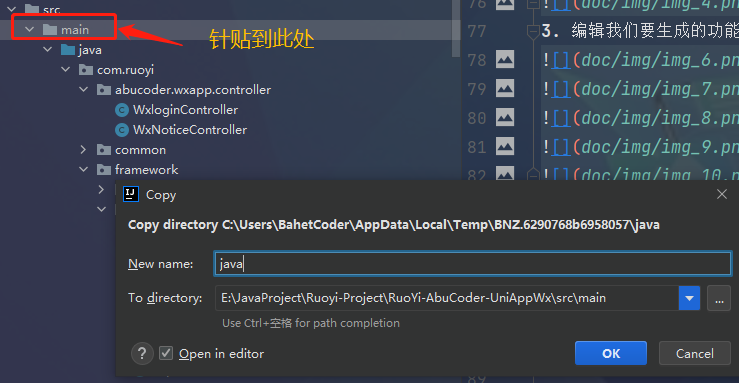 src
main
针贴到此处
java
com.ruoyi
abucoder.wxapp.controller
WxloginController
WxNoticeController
common
framework
76 ![](doc/img/img_4.pn
77 3. 编辑我们要生成的功能
78 ![](doc/img/img_6.pn
79 ![](doc/img/img_7.pn
80 ![](doc/img/img_8.pn
81 ![](doc/img/img_9.pn
82 ![](doc/img/img_10.p
Copy
Copy directory C:\Users\BahetCoder\AppData\Local\Temp\BNZ.6290768b6958057\java
New name: java
To directory: E:\JavaProject\Ruoyi-Project\RuoYi-AbuCoder-UniAppWx\src\main ...
Use Ctrl+空格 for path completion
? Open in editor
OK Cancel